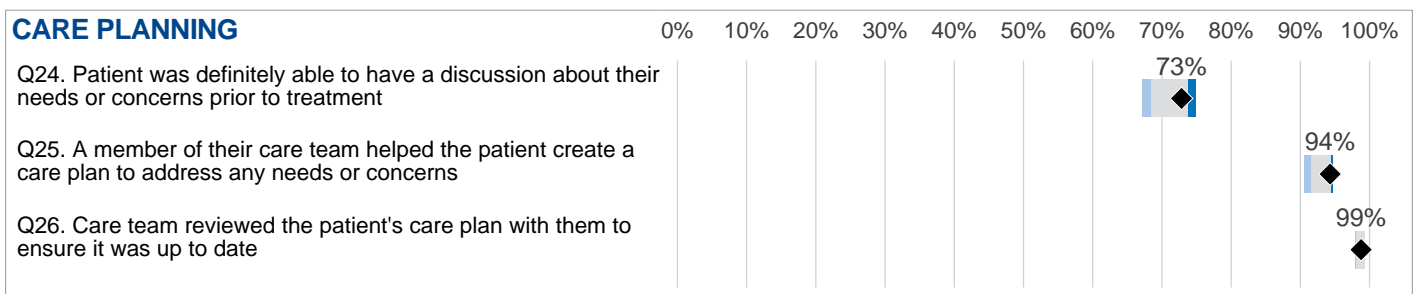 CARE PLANNING 0% 10% 20% 30% 40% 50% 60% 70% 80% 90% 100%
Q24. Patient was definitely able to have a discussion about their
needs or concerns prior to treatment
73%
Q25. A member of their care team helped the patient create a
care plan to address any needs or concerns
94%
Q26. Care team reviewed the patient's care plan with them to
ensure it was up to date
99%